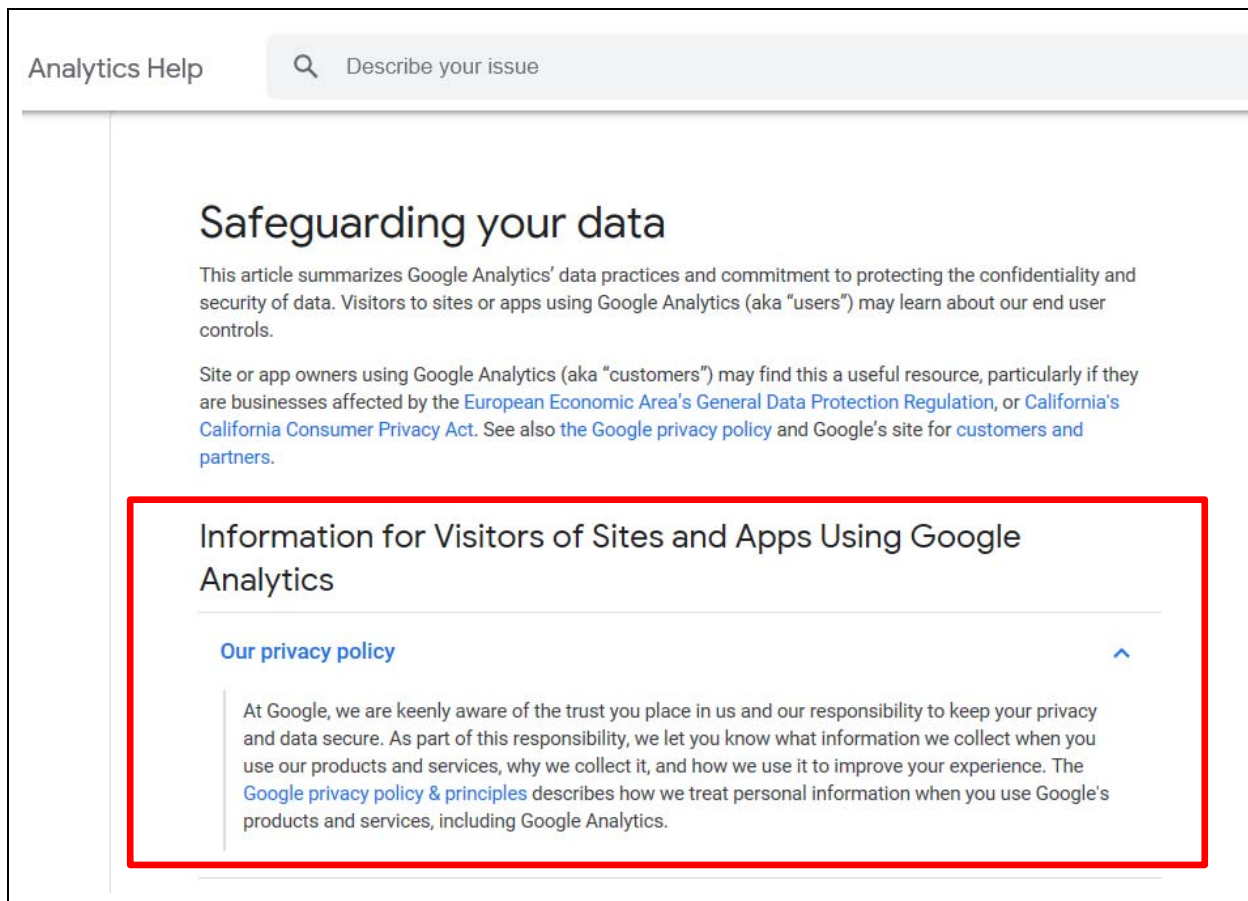 Analytics Help
Describe your issue
Safeguarding your data
This article summarizes Google Analytics’ data practices and commitment to protecting the confidentiality and
security of data. Visitors to sites or apps using Google Analytics (aka “users”) may learn about our end user
controls.
Site or app owners using Google Analytics (aka “customers”) may find this a useful resource, particularly if they
are businesses affected by the European Economic Area's General Data Protection Regulation, or California's
California Consumer Privacy Act. See also the Google privacy policy and Google's site for customers and
partners.
Information for Visitors of Sites and Apps Using Google
Analytics
Our privacy policy
At Google, we are keenly aware of the trust you place in us and our responsibility to keep your privacy
and data secure. As part of this responsibility, we let you know what information we collect when you
use our products and services, why we collect it, and how we use it to improve your experience. The
Google privacy policy & principles describes how we treat personal information when you use Google's
products and services, including Google Analytics.